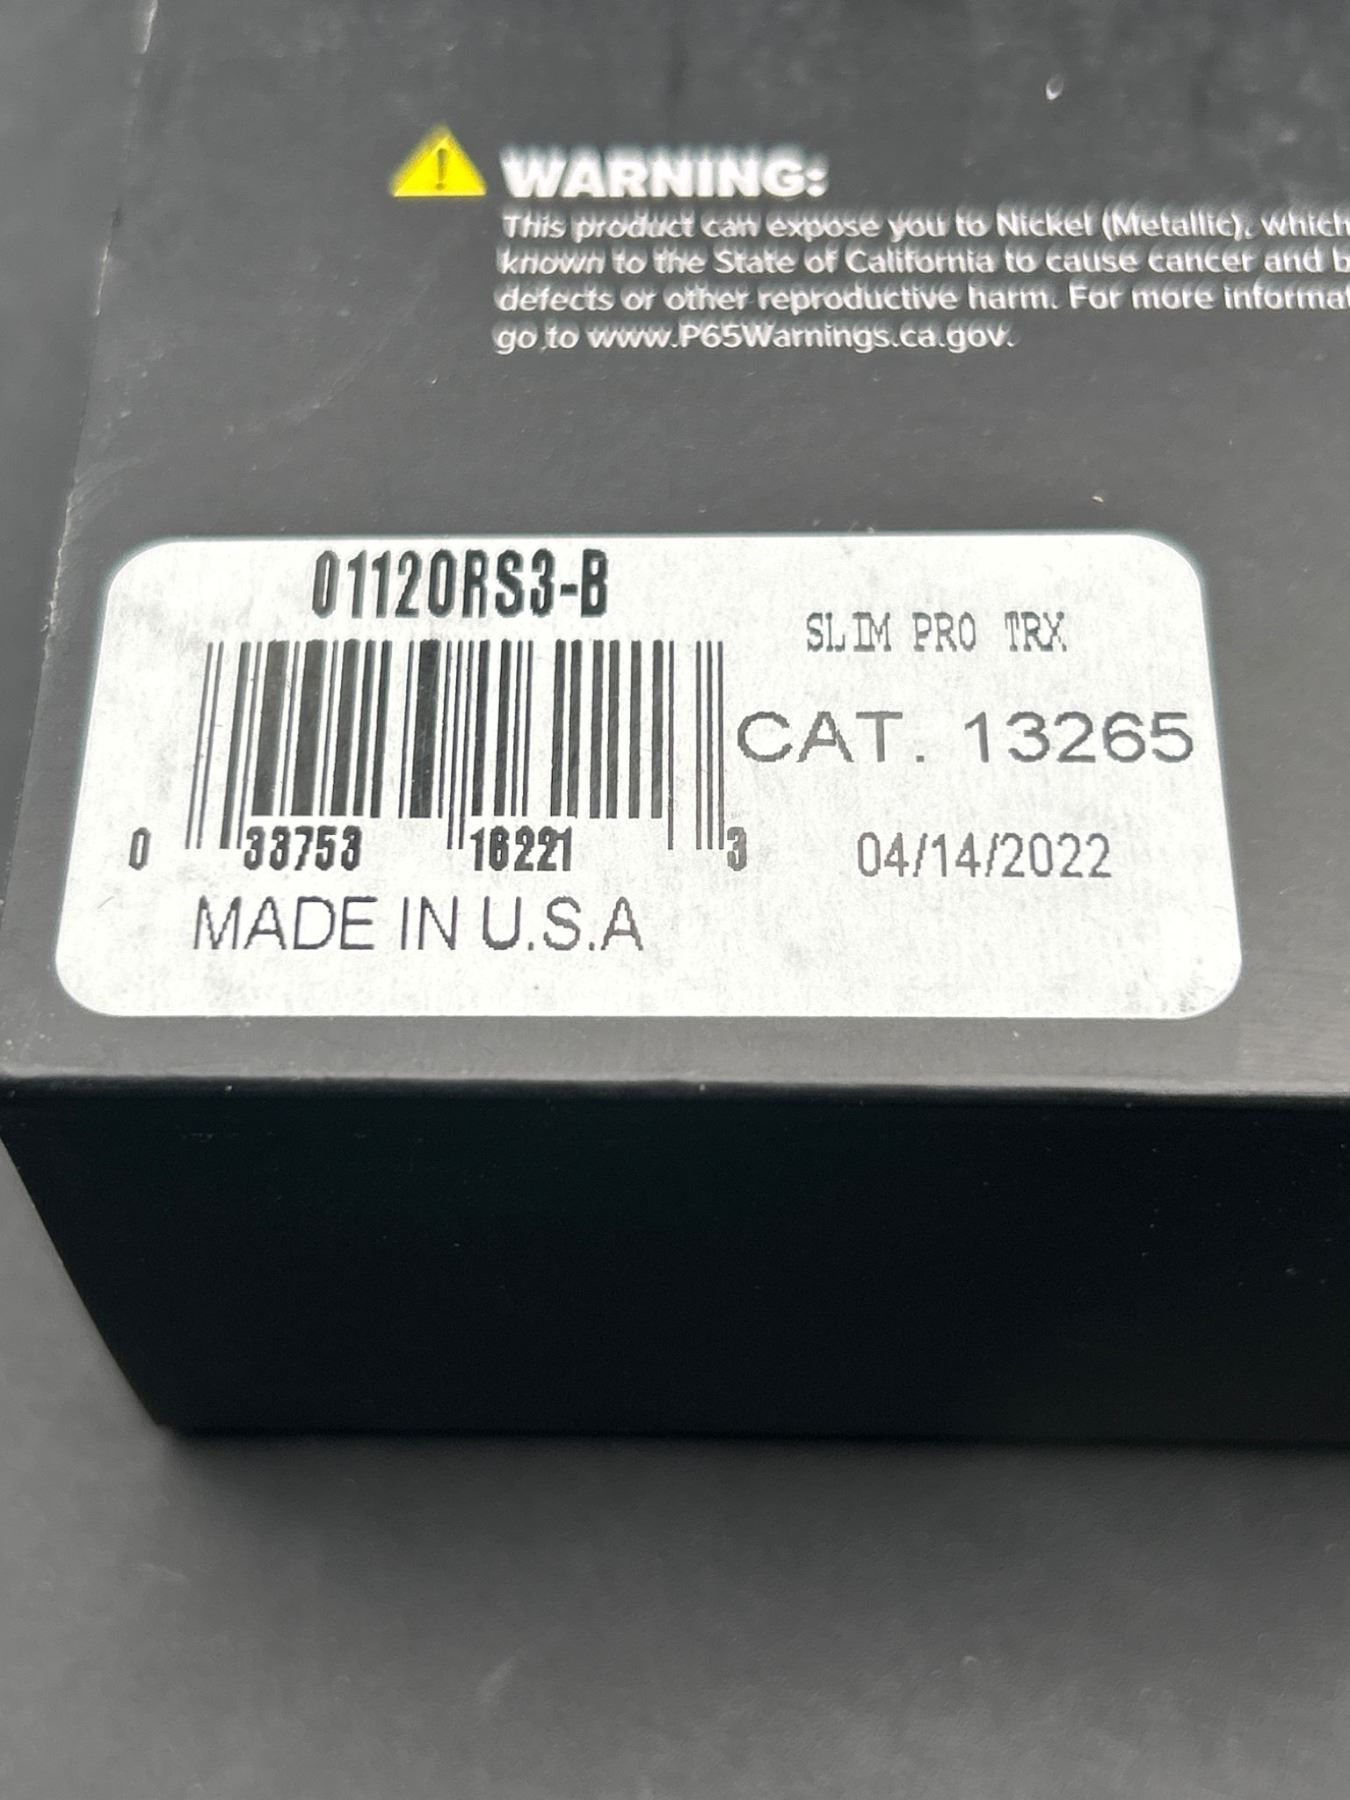 WARNING:
This product can expose you to Nickel (Metallic), which
known to the State of California to cause cancer and b
defects or other reproductive harm. For more informat
go to www.P65Warnings.ca.gov.
01120RS3-B
SLIM PRO TRX
CAT. 13265
0 33753 16221 3
04/14/2022
MADE IN U.S.A